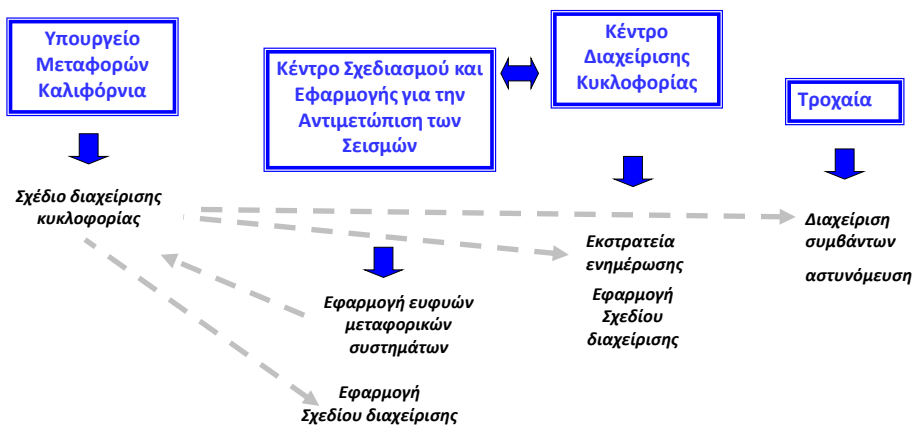 Υπουργείο
Μεταφορών
Καλιφόρνια
Κέντρο Σχεδιασμού και
Εφαρμογής για την
Αντιμετώπιση των
Σεισμών
Κέντρο
Διαχείρισης
Κυκλοφορίας
Τροχαία
Σχέδιο διαχείρισης
κυκλοφορίας
Εφαρμογή ευφυών
μεταφορικών
συστημάτων
Εφαρμογή
Σχεδίου διαχείρισης
Εκστρατεία
ενημέρωσης
Εφαρμογή
Σχεδίου
διαχείρισης
Διαχείριση
συμβάντων
αστυνόμευση